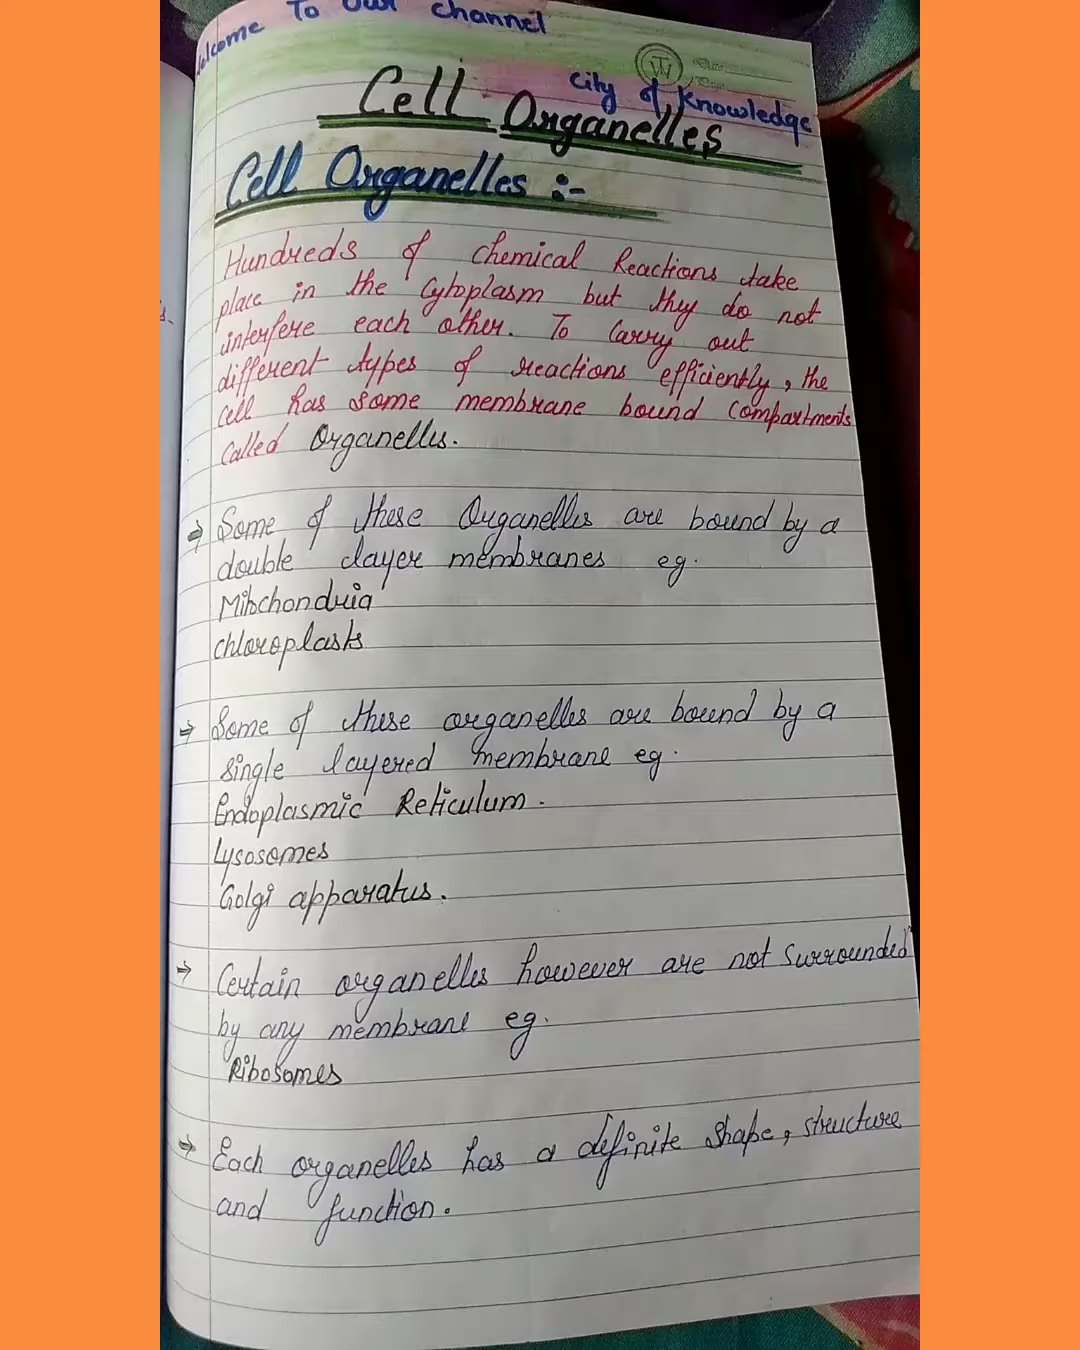 Welcome To Our Channel
City of Knowledge
Cell Organelles
Cell Organelles :-
Hundreds of chemical Reactions take
place in the Cytoplasm but they do not
interfere each other. To Carry out
different types of reactions efficiently, the
cell has some membrane bound Compartments
Called Organelles.
⇒ Some of these Organelles are bound by a
double layer membranes eg.
Mitochondria
chloroplasts
⇒ Some of these organelles are bound by a
single layered membrane eg.
Endoplasmic Reticulum.
Lysosomes
Golgi apparatus.
⇒ Certain organelles however are not surrounded
by any membrane eg.
Ribosomes
⇒ Each organelles has a definite shape, structure
and function.